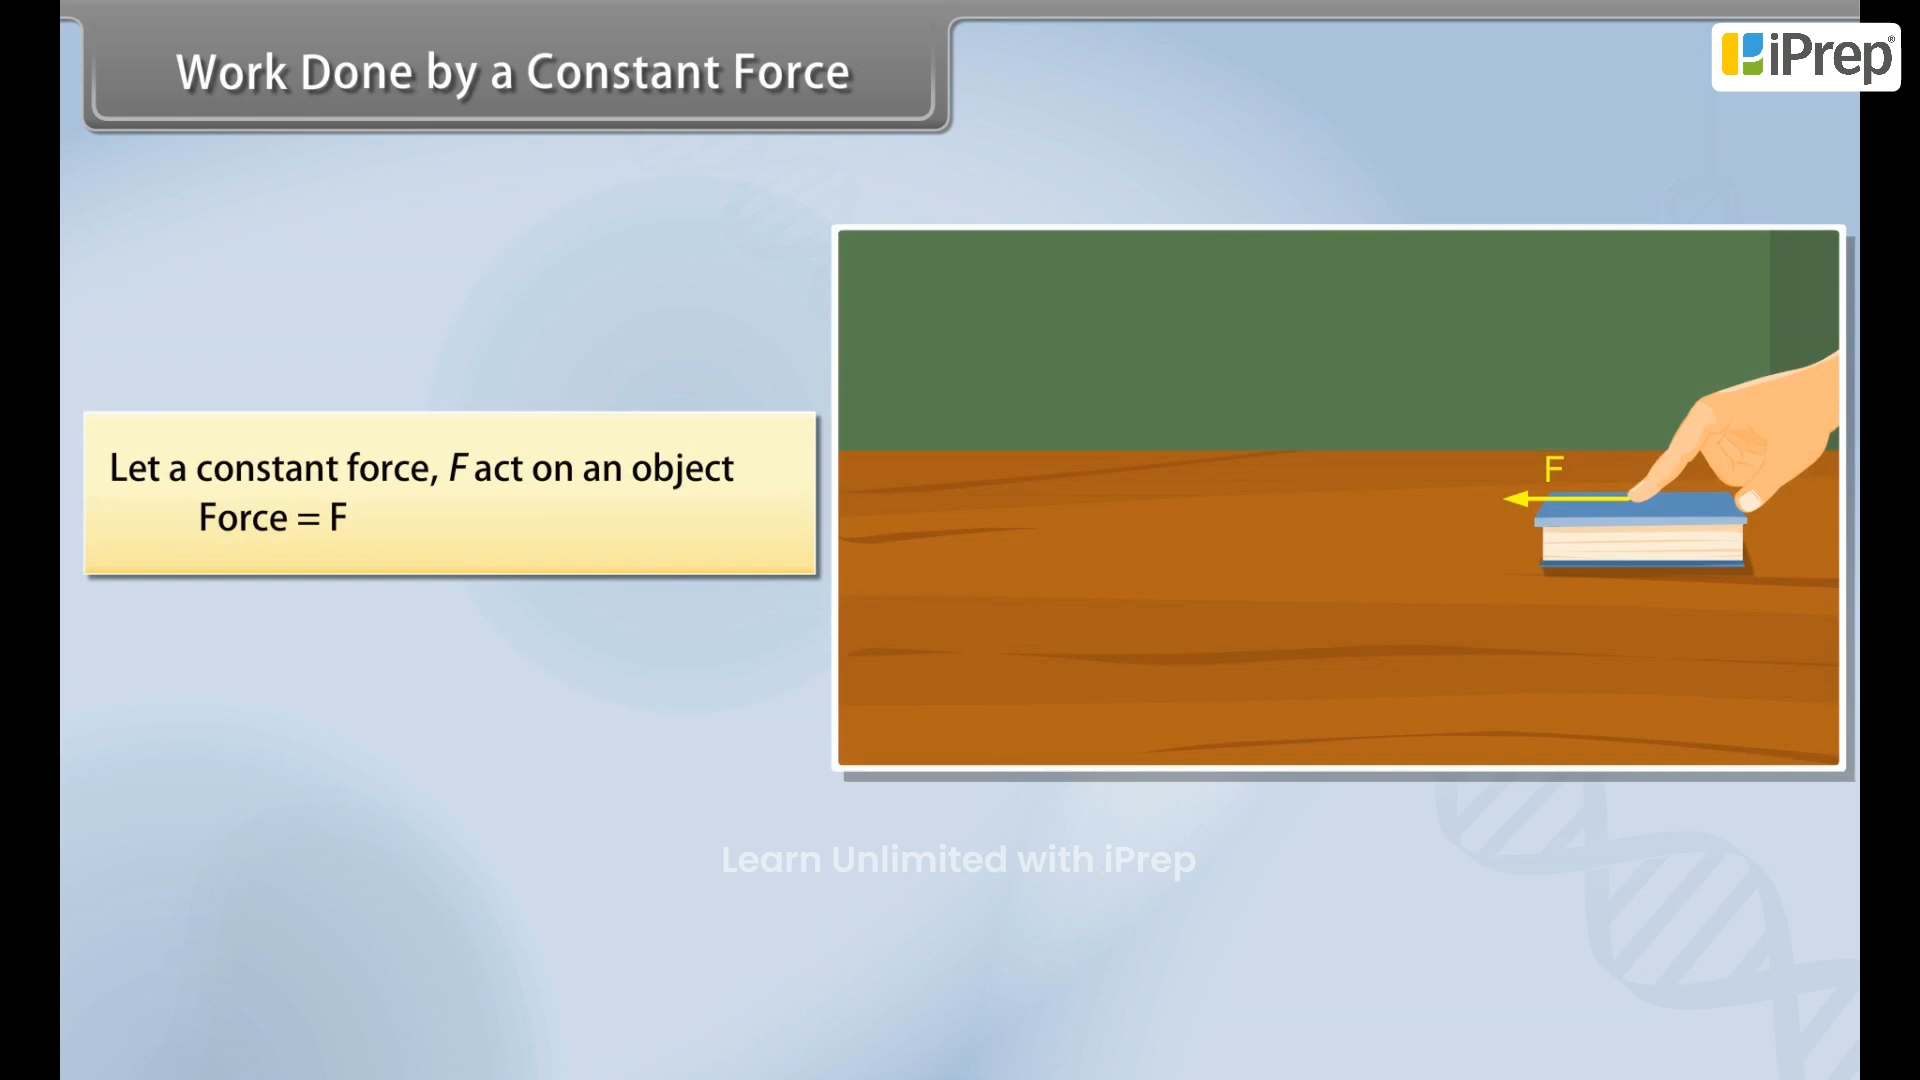 Work Done by a Constant Force
iPrep®
Let a constant force, F act on an object
Force = F
F
Learn Unlimited with iPrep